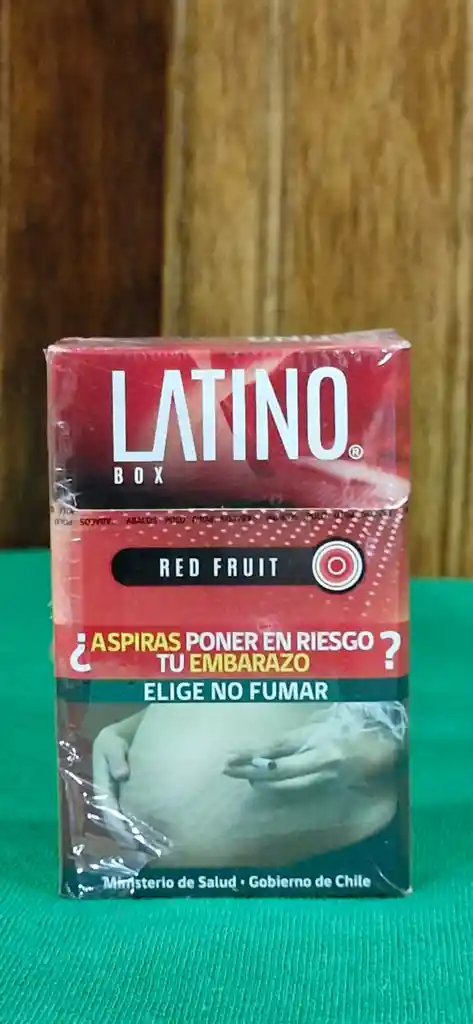 LATINO®
BOX
RED FRUIT
¿ASPIRAS PONER EN RIESGO
TU EMBARAZO?
ELIGE NO FUMAR
Ministerio de Salud • Gobierno de Chile